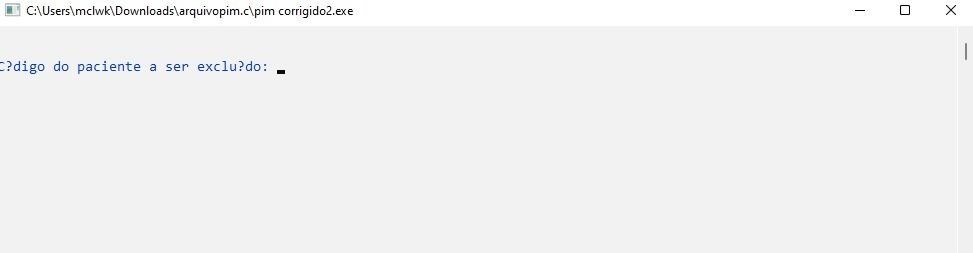 C:\Users\mclwk\Downloads\arquivopim.c\pim corrigido2.exe
C?digo do paciente a ser exclu?do: